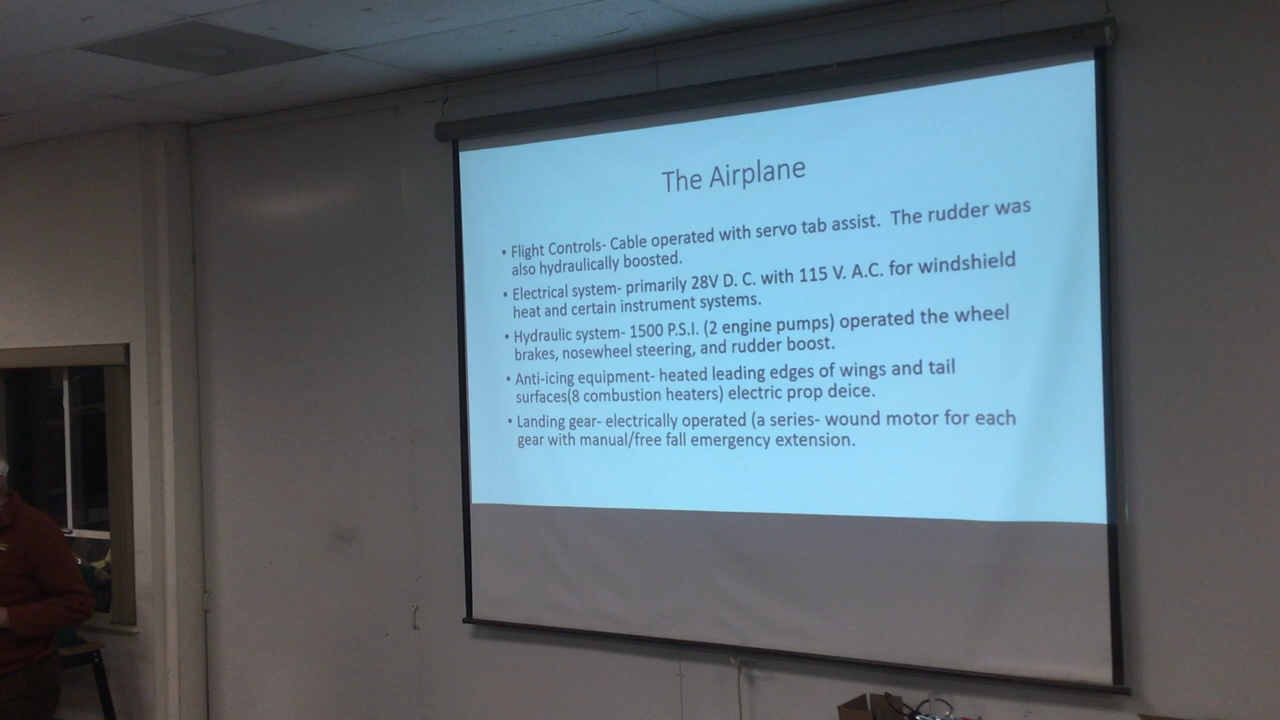 The Airplane
• Flight Controls- Cable operated with servo tab assist.  The rudder was
also hydraulically boosted.
• Electrical system- primarily 28V D. C. with 115 V. A.C. for windshield
heat and certain instrument systems.
• Hydraulic system- 1500 P.S.I. (2 engine pumps) operated the wheel
brakes, nosewheel steering, and rudder boost.
• Anti-icing equipment- heated leading edges of wings and tail
surfaces(8 combustion heaters) electric prop deice.
• Landing gear- electrically operated (a series- wound motor for each
gear with manual/free fall emergency extension.